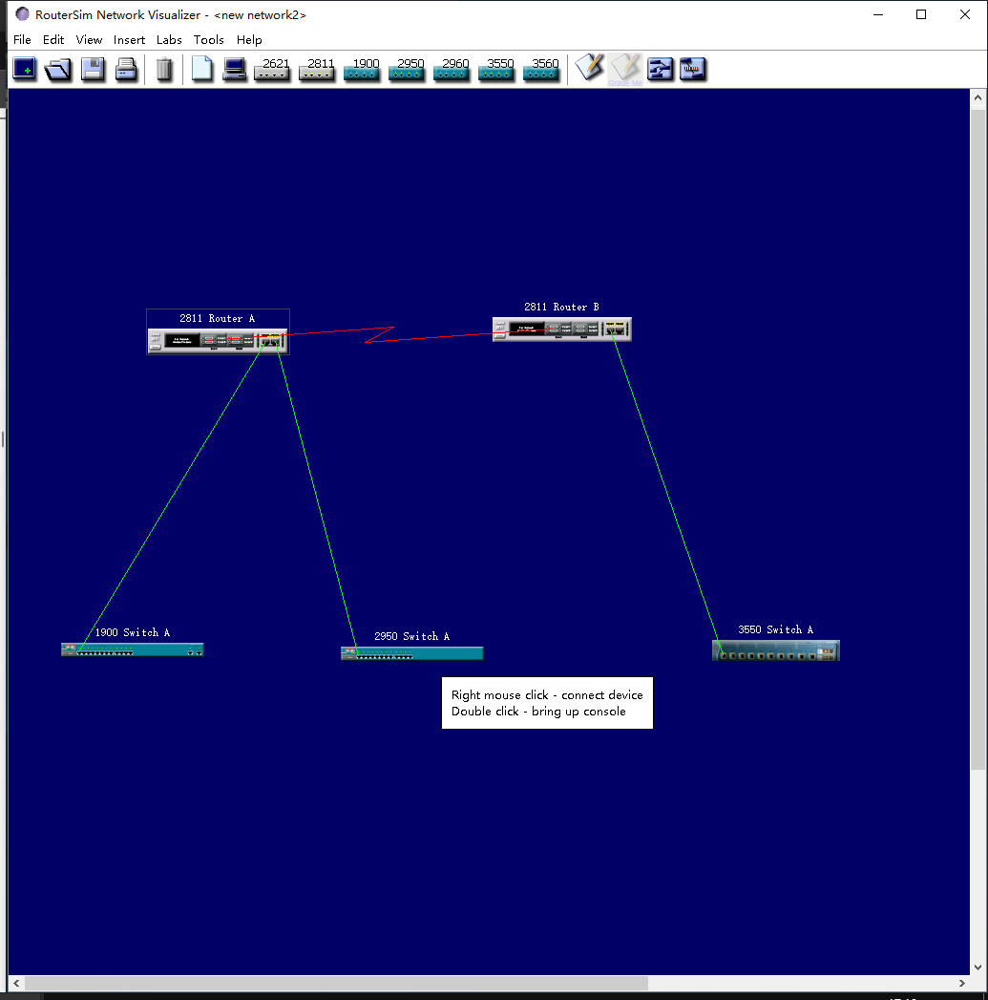 RouterSim Network Visualizer - <new network2>
File Edit View Insert Labs Tools Help
2621 2811 1900 2950 2960 3550 3560
Grade Me
2811 Router A
2811 Router B
1900 Switch A
2950 Switch A
3550 Switch A
Right mouse click - connect device
Double click - bring up console